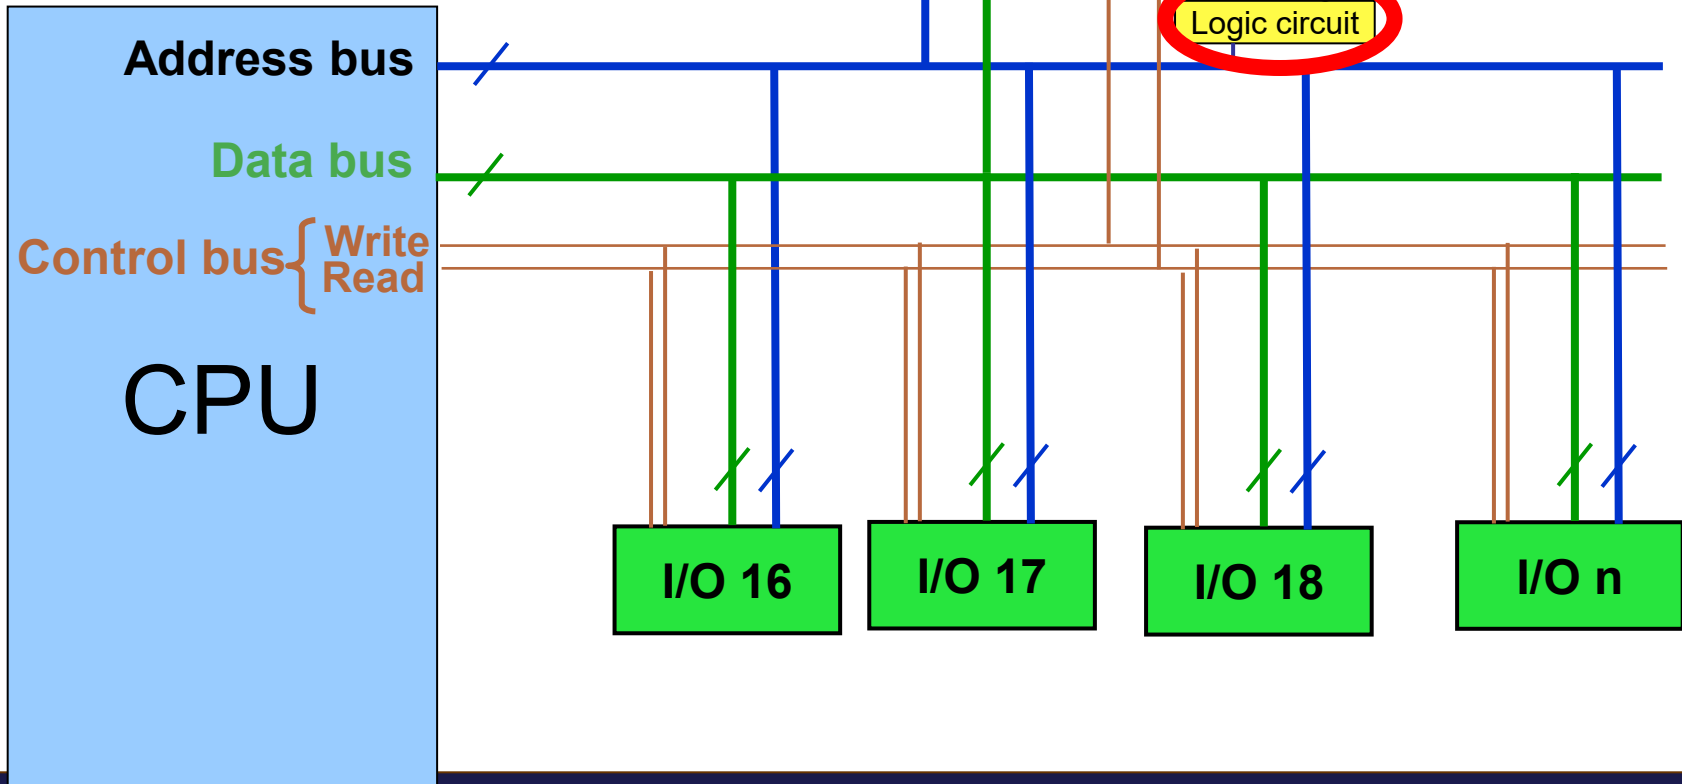 Logic circuit
Address bus
Data bus
Control bus { Write
Read
CPU
I/O 16
I/O 17
I/O 18
I/O n